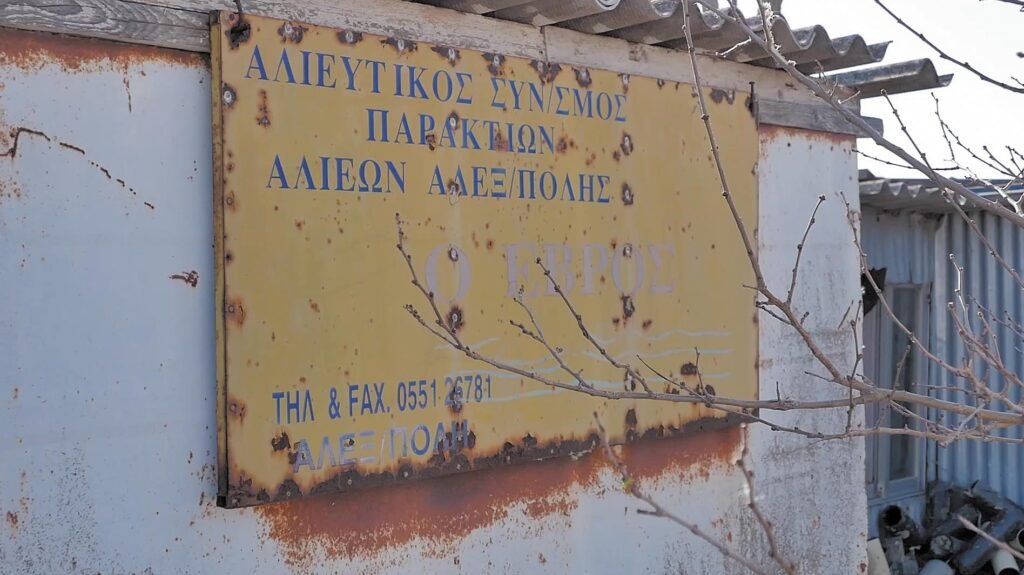 ΑΛΙΕΥΤΙΚΟΣ ΣΥΝ/ΣΜΟΣ
ΠΑΡΑΚΤΙΩΝ
ΑΛΙΕΩΝ ΑΛΕΞ/ΠΟΛΗΣ
Ο ΕΒΡΟΣ
ΤΗΛ & FAX. 0551 26781
ΑΛΕΞ/ΠΟΛΗ